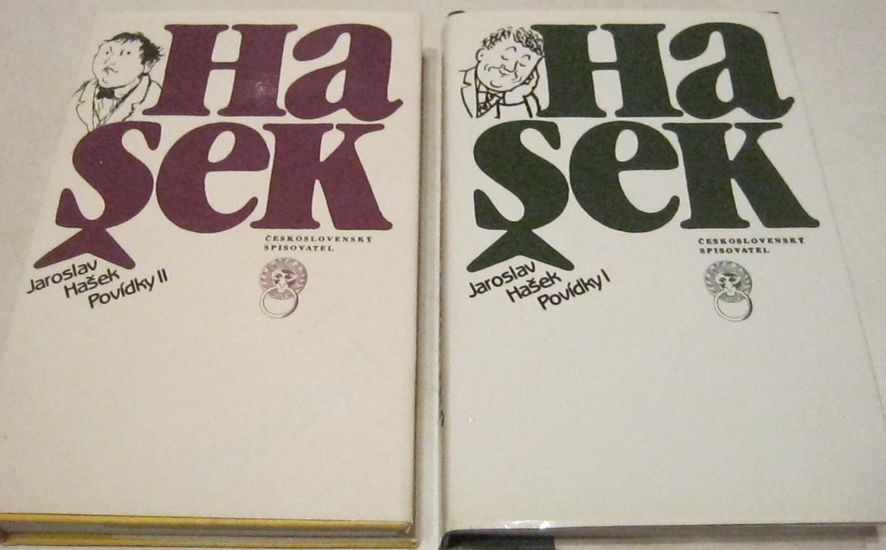 Ha
šek
ČESKOSLOVENSKÝ
SPISOVATEL
Jaroslav
Hašek
Povídky II
Ha
šek
ČESKOSLOVENSKÝ
SPISOVATEL
Jaroslav
Hašek
Povídky I